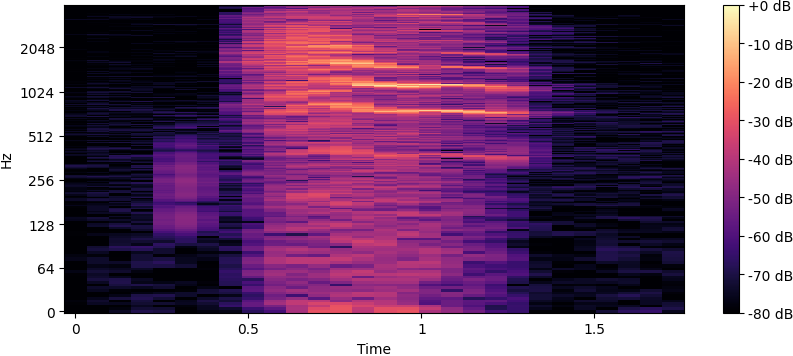 +0 dB
2048
-10 dB
1024
-20 dB
512
-30 dB
Hz
256
-40 dB
128
-50 dB
64
-60 dB
0
-70 dB
-80 dB
0
0.5
1
1.5
Time